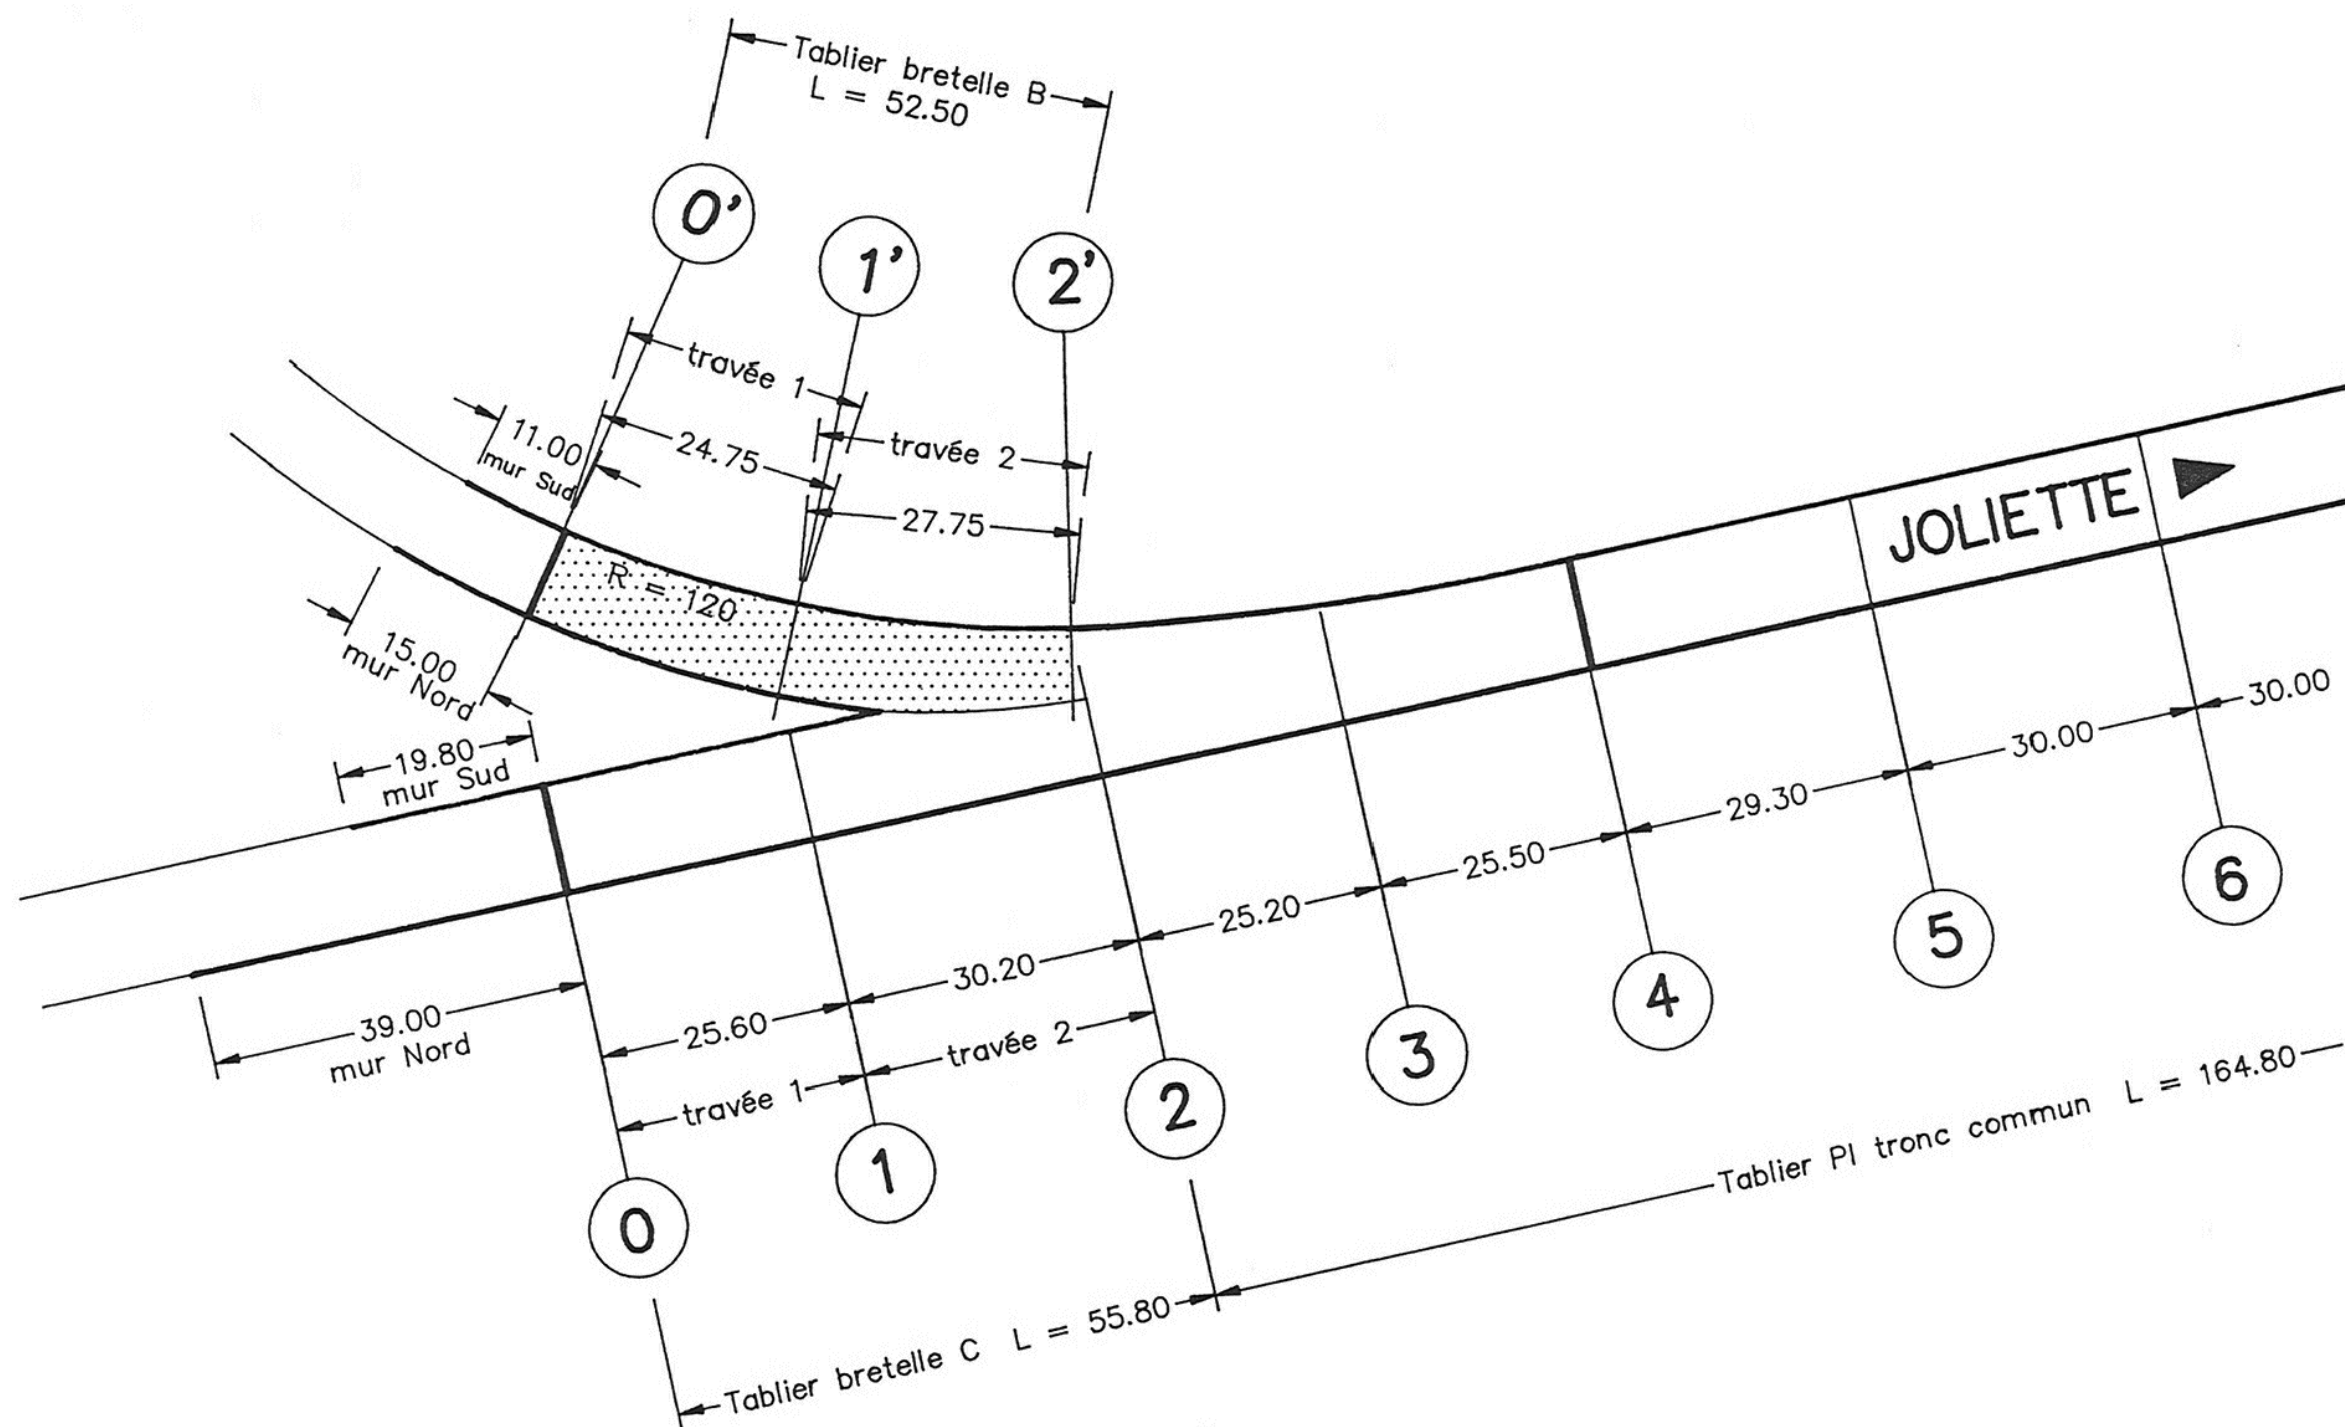 Tablier bretelle B
L = 52.50
0’
1’
2’
travée 1
11.00
mur Sud
24.75
travée 2
27.75
JOLIETTE
R = 120
15.00
mur Nord
19.80
mur Sud
30.00
30.00
29.30
25.50
25.20
30.20
25.60
39.00
mur Nord
travée 2
travée 1
6
5
4
3
2
1
0
Tablier PI tronc commun L = 164.80
Tablier bretelle C L = 55.80